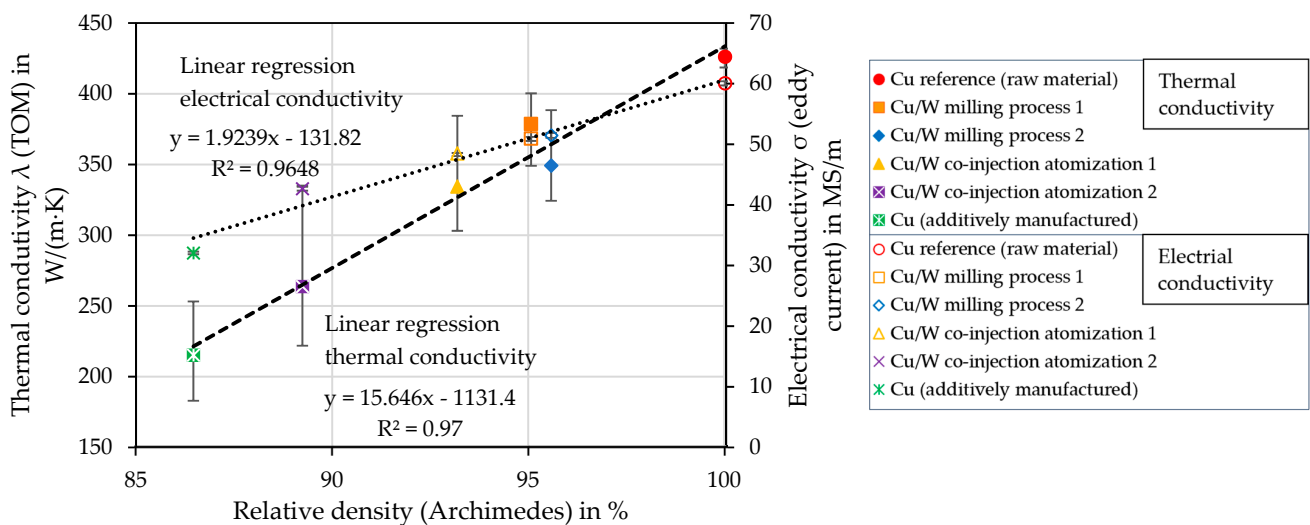 Thermal condutivity λ (TOM) in
W/(m·K)
450
400
350
300
250
200
150
85
90
95
100
Relative density (Archimedes) in %
70
60
50
40
30
20
10
0
Electrical conductivity σ (eddy
current) in MS/m
Linear regression
electrical conductivity
y = 1.9239x - 131.82
R² = 0.9648
Linear regression
thermal conductivity
y = 15.646x - 1131.4
R² = 0.97
Cu reference (raw material)
Cu/W milling process 1
Cu/W milling process 2
Cu/W co-injection atomization 1
Cu/W co-injection atomization 2
Cu (additively manufactured)
Thermal
conductivity
Cu reference (raw material)
Cu/W milling process 1
Cu/W milling process 2
Cu/W co-injection atomization 1
Cu/W co-injection atomization 2
Cu (additively manufactured)
Electrial
conductivity